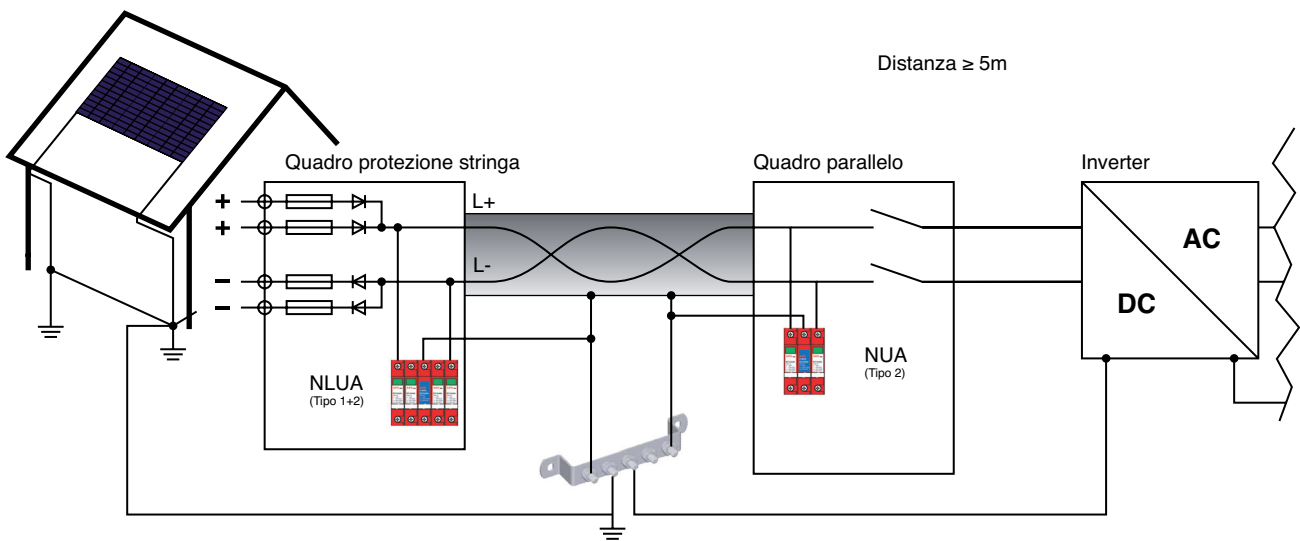 Distanza ≥ 5m
Quadro protezione stringa
Quadro parallelo
Inverter
+
+
-
-
L+
L-
AC
DC
NLUA
(Tipo 1+2)
NUA
(Tipo 2)